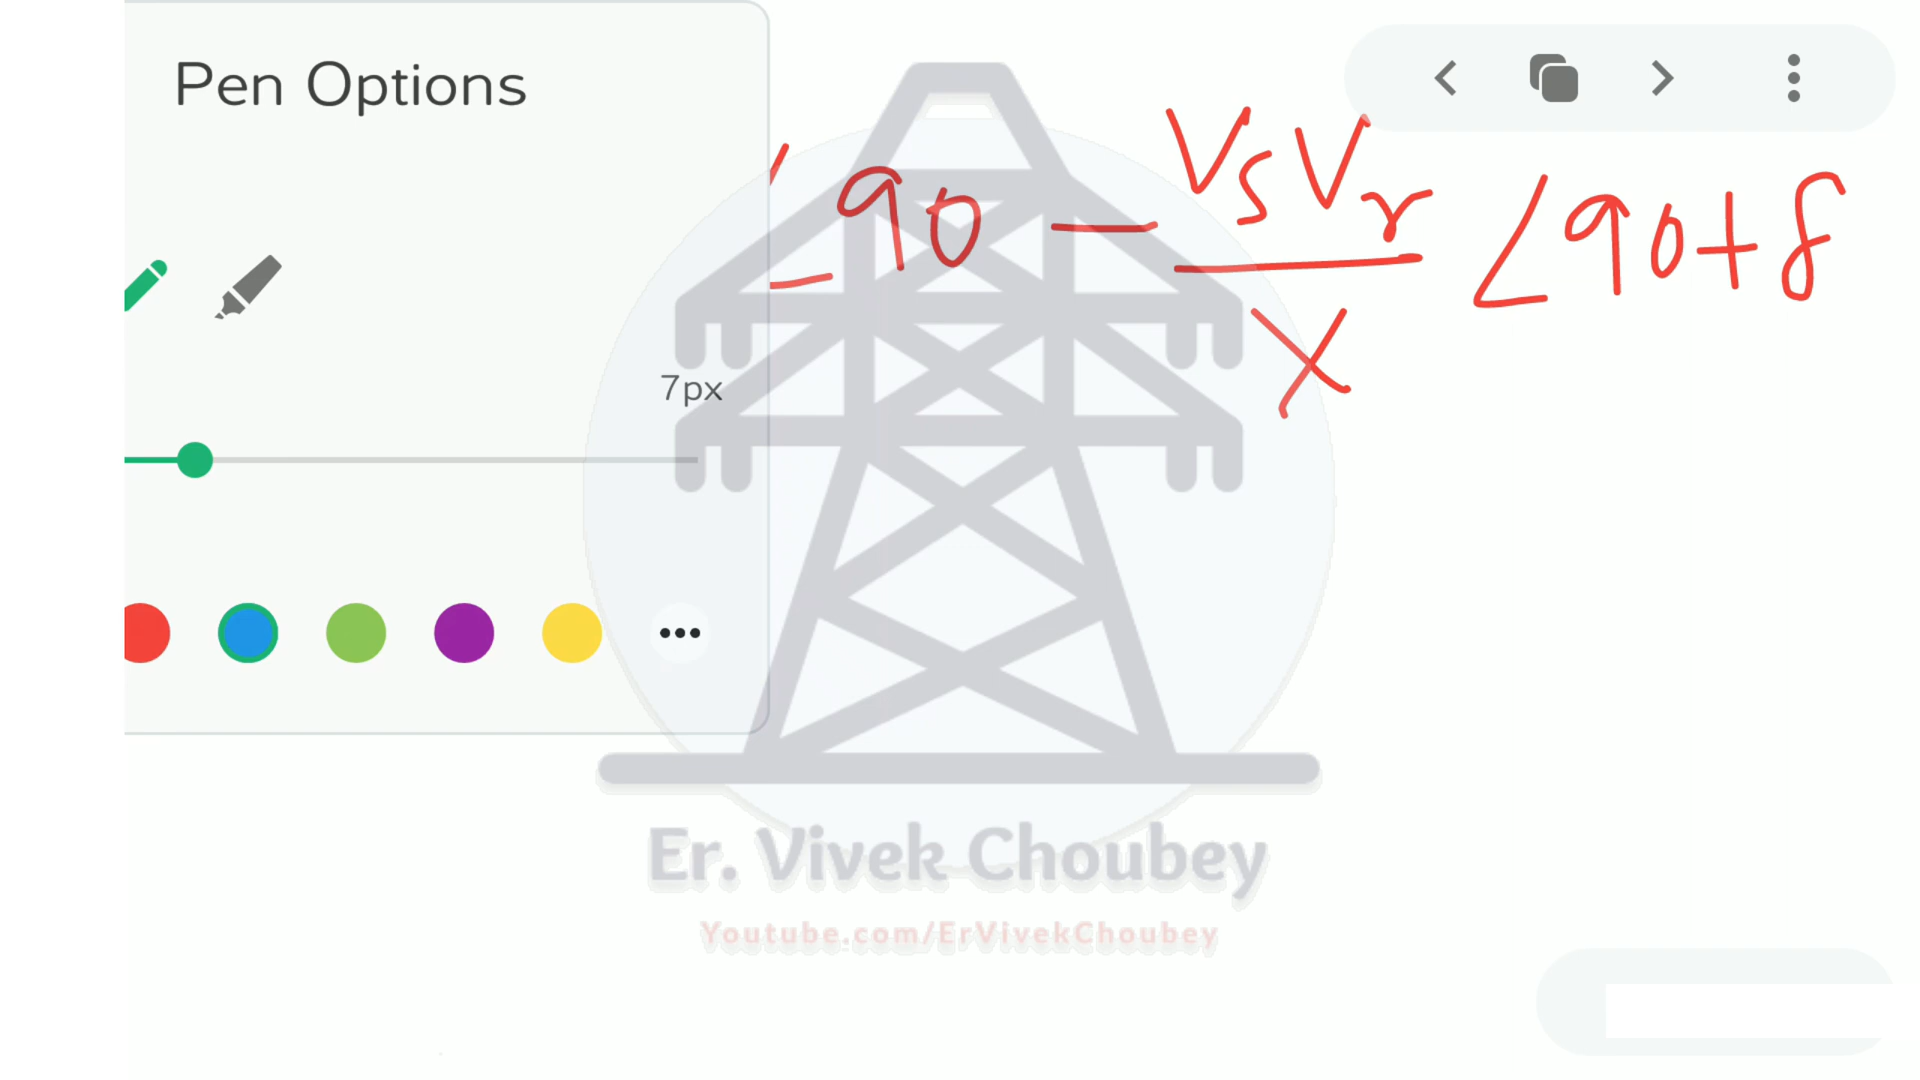 Pen Options
∠90 - VsVr/X ∠90+δ
7px
Er. Vivek Choubey
Youtube.com/ErVivekChoubey